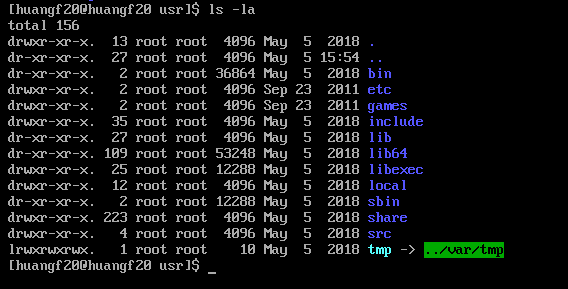 [huangf20@huangf20 usr]$ ls -la
total 156
drwxr-xr-x.  13 root root  4096 May  5  2018 .
dr-xr-xr-x.  27 root root  4096 May  5 15:54 ..
dr-xr-xr-x.   2 root root 36864 May  5  2018 bin
drwxr-xr-x.   2 root root  4096 Sep 23  2011 etc
drwxr-xr-x.   2 root root  4096 Sep 23  2011 games
drwxr-xr-x.  35 root root  4096 May  5  2018 include
dr-xr-xr-x.  27 root root  4096 May  5  2018 lib
dr-xr-xr-x. 109 root root 53248 May  5  2018 lib64
drwxr-xr-x.  25 root root 12288 May  5  2018 libexec
drwxr-xr-x.  12 root root  4096 May  5  2018 local
dr-xr-xr-x.   2 root root 12288 May  5  2018 sbin
drwxr-xr-x. 223 root root  4096 May  5  2018 share
drwxr-xr-x.   4 root root  4096 May  5  2018 src
lrwxrwxrwx.   1 root root    10 May  5  2018 tmp -> ../var/tmp
[huangf20@huangf20 usr]$ _